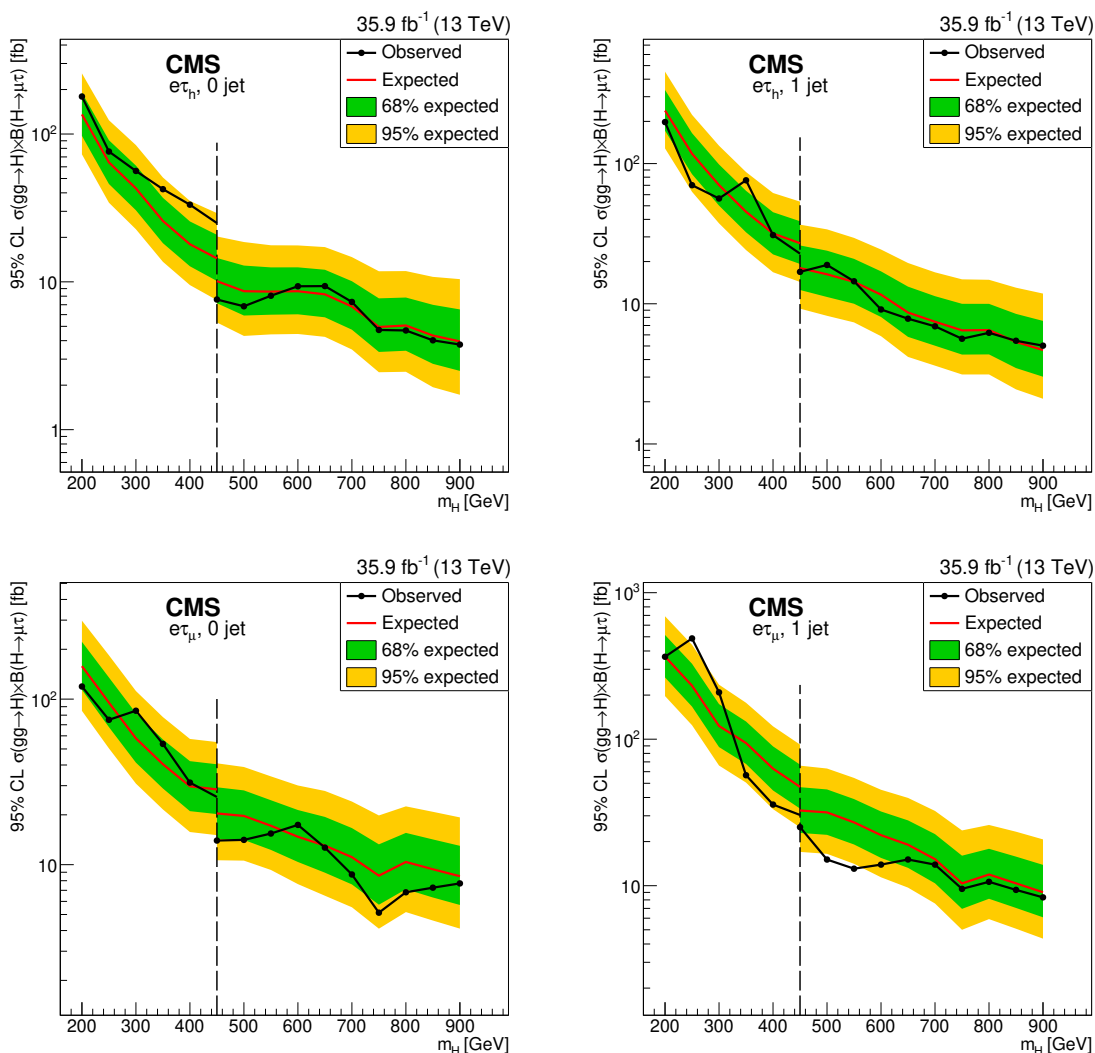 35.9 fb⁻¹ (13 TeV)
95% CL σ(gg→H)×B(H→μτ) [fb]
CMS
eτₕ, 0 jet
Observed
Expected
68% expected
95% expected
10²
10
1
200 300 400 500 600 700 800 900
m_H [GeV]
35.9 fb⁻¹ (13 TeV)
95% CL σ(gg→H)×B(H→μτ) [fb]
CMS
eτₕ, 1 jet
Observed
Expected
68% expected
95% expected
10²
10
1
200 300 400 500 600 700 800 900
m_H [GeV]
35.9 fb⁻¹ (13 TeV)
95% CL σ(gg→H)×B(H→μτ) [fb]
CMS
eτ_μ, 0 jet
Observed
Expected
68% expected
95% expected
10²
10
200 300 400 500 600 700 800 900
m_H [GeV]
35.9 fb⁻¹ (13 TeV)
95% CL σ(gg→H)×B(H→μτ) [fb]
CMS
eτ_μ, 1 jet
Observed
Expected
68% expected
95% expected
10³
10²
10
200 300 400 500 600 700 800 900
m_H [GeV]